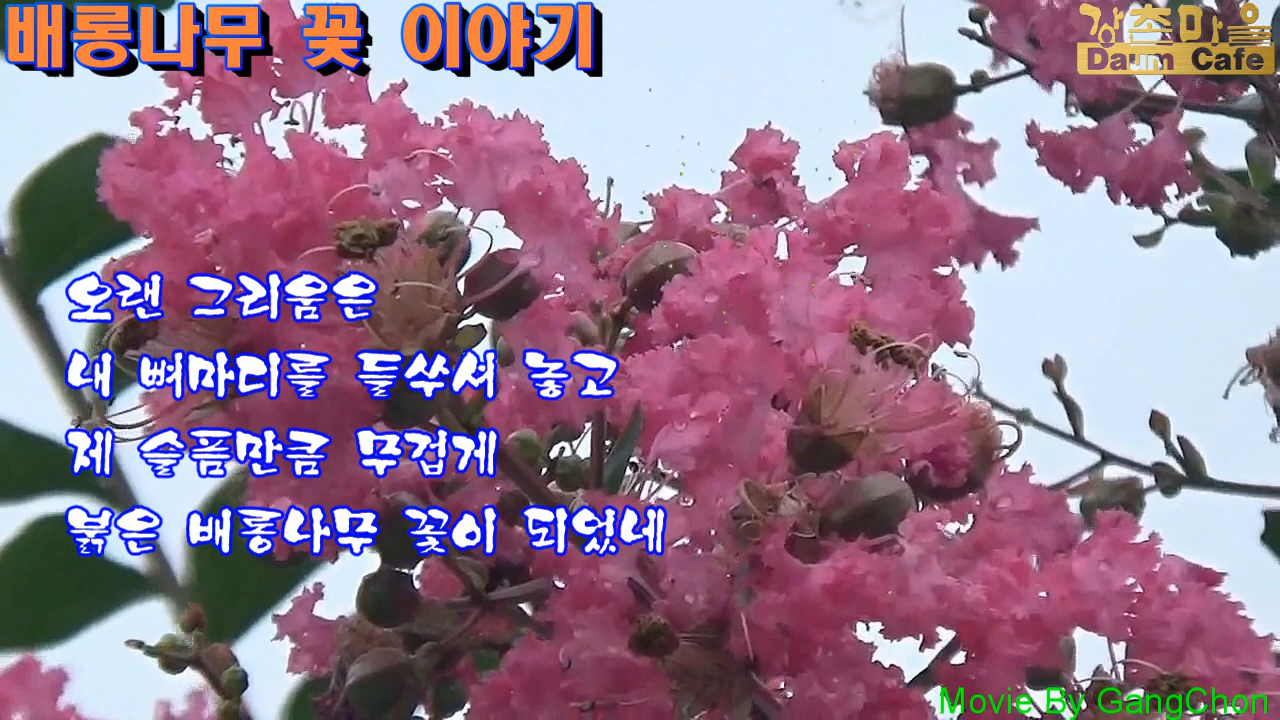 배롱나무 꽃 이야기
강촌마을
Daum Cafe
오랜 그리움은
내 뼈마디를 들쑤셔 놓고
제 슬픔만큼 무겁게
붉은 배롱나무 꽃이 되었네
Movie By GangChon